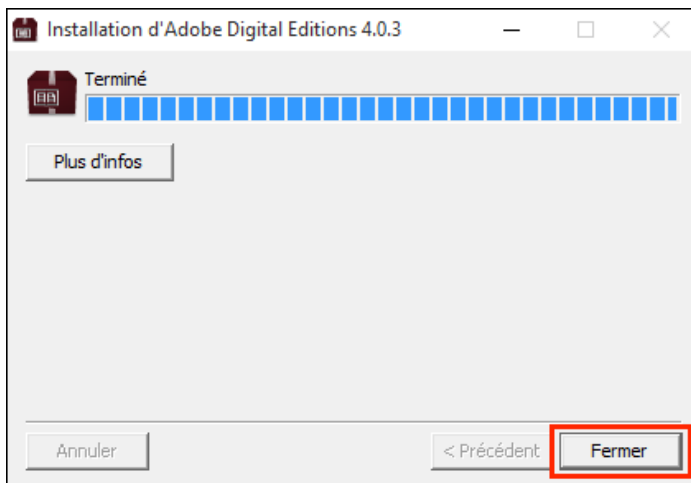 Installation d'Adobe Digital Editions 4.0.3
Terminé
Plus d'infos
Annuler
< Précédent
Fermer